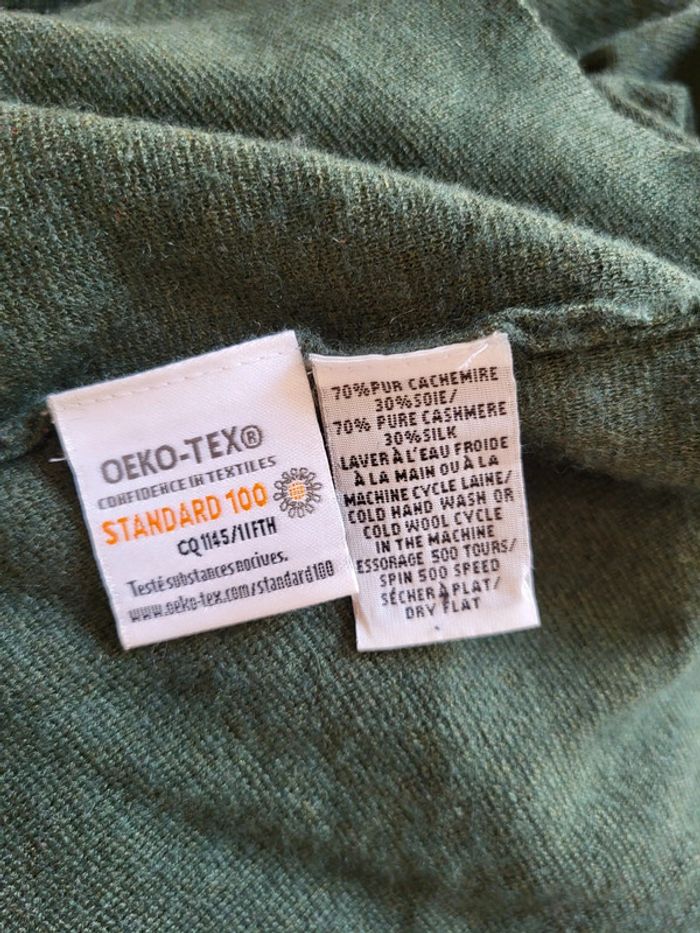 OEKO-TEX®
CONFIDENCE IN TEXTILES
STANDARD 100
CQ 1145/1 IFTH
Testé substances nocives.
www.oeko-tex.com/standard100
70%PUR CACHEMIRE
30%SOIE/
70% PURE CASHMERE
30%SILK
LAVER À L'EAU FROIDE
À LA MAIN OU À LA
MACHINE CYCLE LAINE/
COLD HAND WASH OR
COLD WOOL CYCLE
IN THE MACHINE
ESSORAGE 500 TOURS/
SPIN 500 SPEED
SÉCHER À PLAT/
DRY FLAT